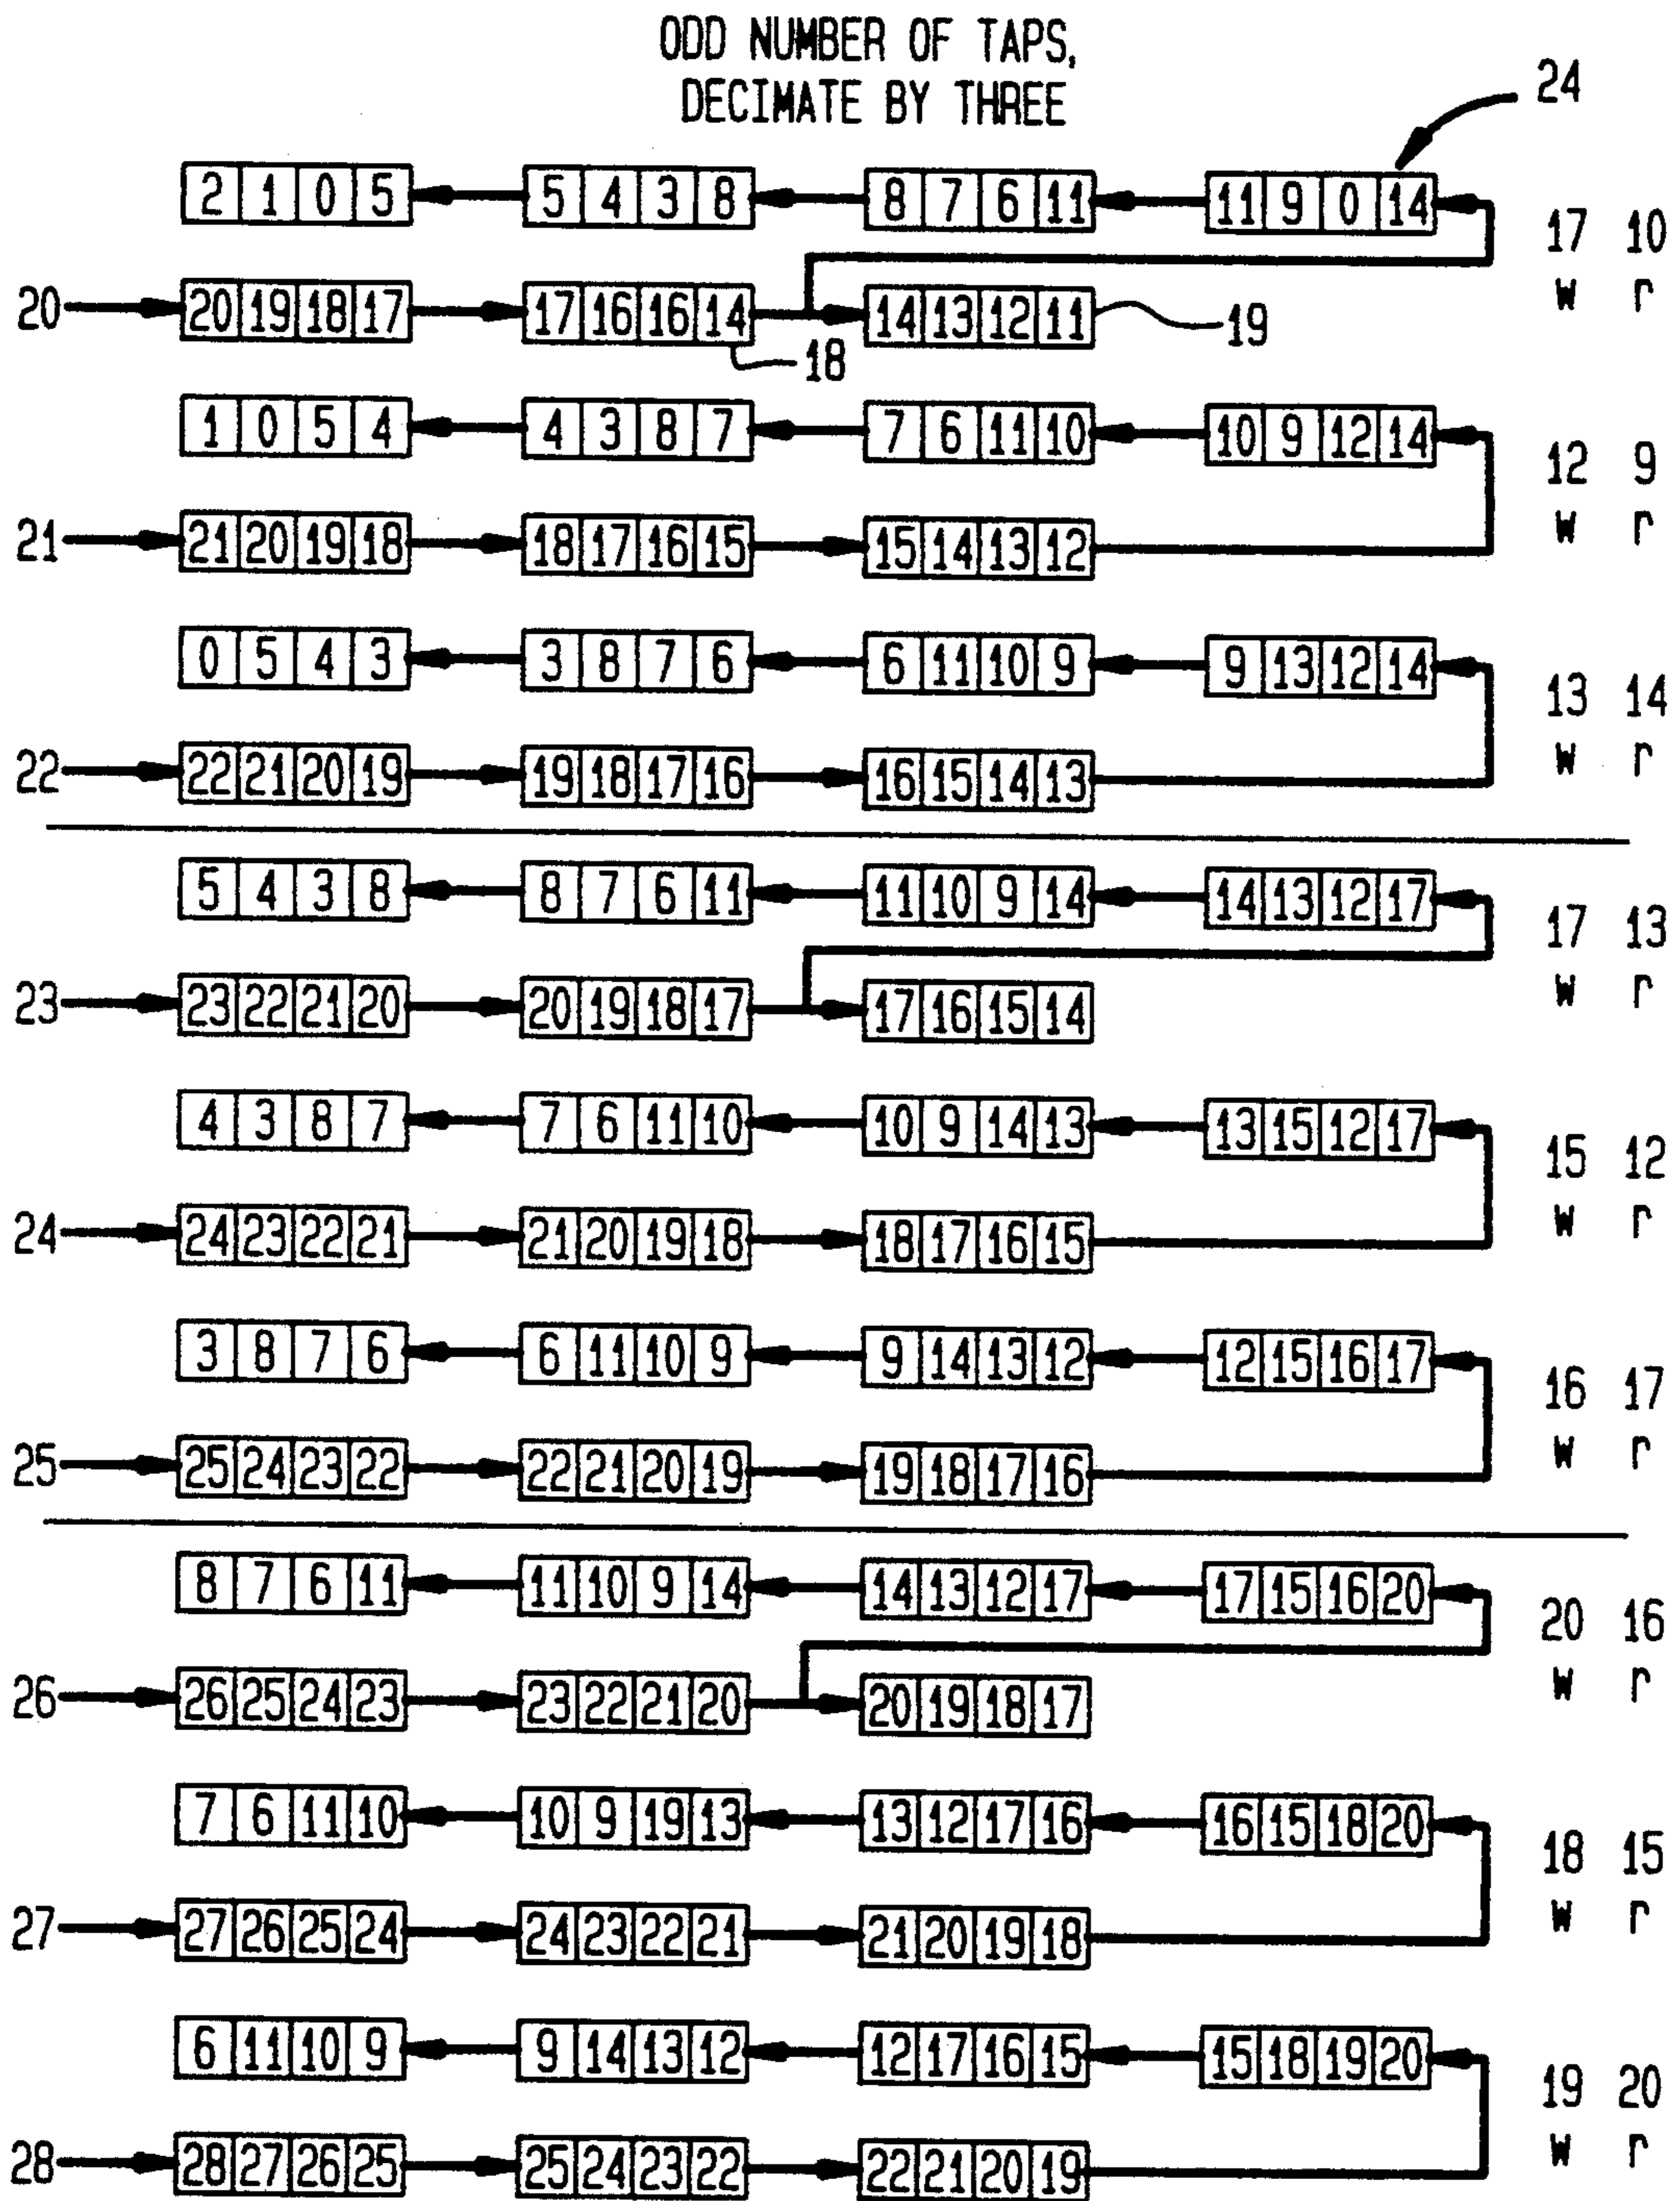 ODD NUMBER OF TAPS,
DECIMATE BY THREE
24
2 1 0 5 5 4 3 8 8 7 6 11 11 9 0 14
17 10
W r
20 20 19 18 17 17 16 16 14 14 13 12 11 19
18
1 0 5 4 4 3 8 7 7 6 11 10 10 9 12 14
12 9
W r
21 21 20 19 18 18 17 16 15 15 14 13 12
0 5 4 3 3 8 7 6 6 11 10 9 9 13 12 14
13 14
W r
22 22 21 20 19 19 18 17 16 16 15 14 13
5 4 3 8 8 7 6 11 11 10 9 14 14 13 12 17
17 13
W r
23 23 22 21 20 20 19 18 17 17 16 15 14
4 3 8 7 7 6 11 10 10 9 14 13 13 15 12 17
15 12
W r
24 24 23 22 21 21 20 19 18 18 17 16 15
3 8 7 6 6 11 10 9 9 14 13 12 12 15 16 17
16 17
W r
25 25 24 23 22 22 21 20 19 19 18 17 16
8 7 6 11 11 10 9 14 14 13 12 17 17 15 16 20
20 16
W r
26 26 25 24 23 23 22 21 20 20 19 18 17
7 6 11 10 10 9 19 13 13 12 17 16 16 15 18 20
18 15
W r
27 27 26 25 24 24 23 22 21 21 20 19 18
6 11 10 9 9 14 13 12 12 17 16 15 15 18 19 20
19 20
W r
28 28 27 26 25 25 24 23 22 22 21 20 19